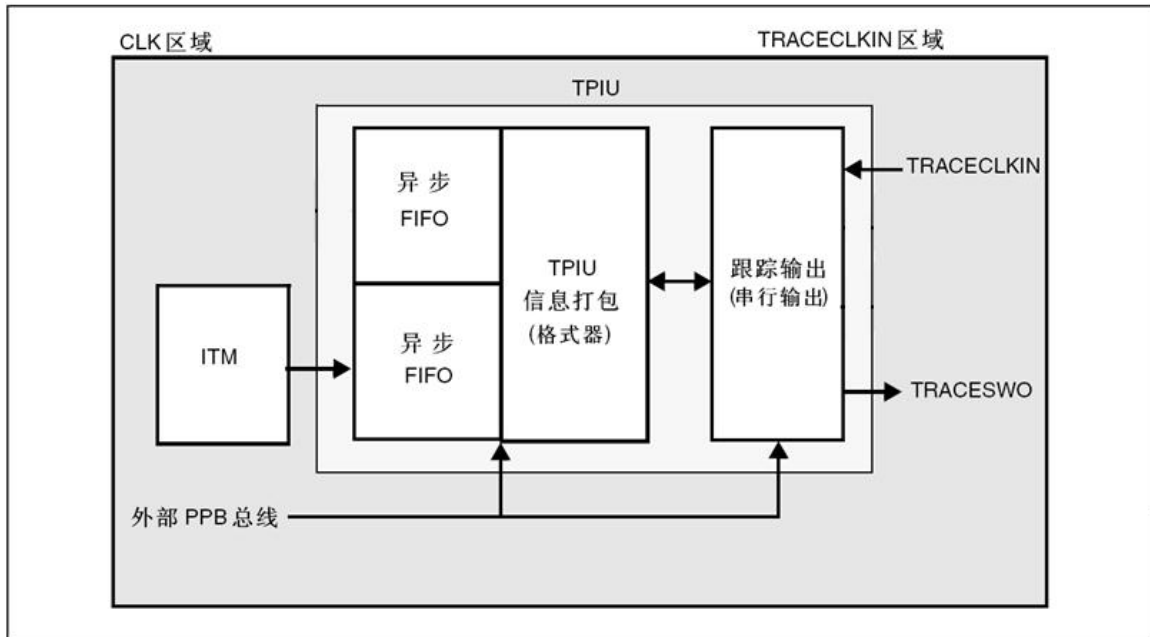 CLK 区域
TRACECLKIN 区域
TPIU
异步
FIFO
TPIU
信息打包
(格式器)
异步
FIFO
ITM
跟踪输出
(串行输出)
TRACECLKIN
TRACESWO
外部 PPB 总线